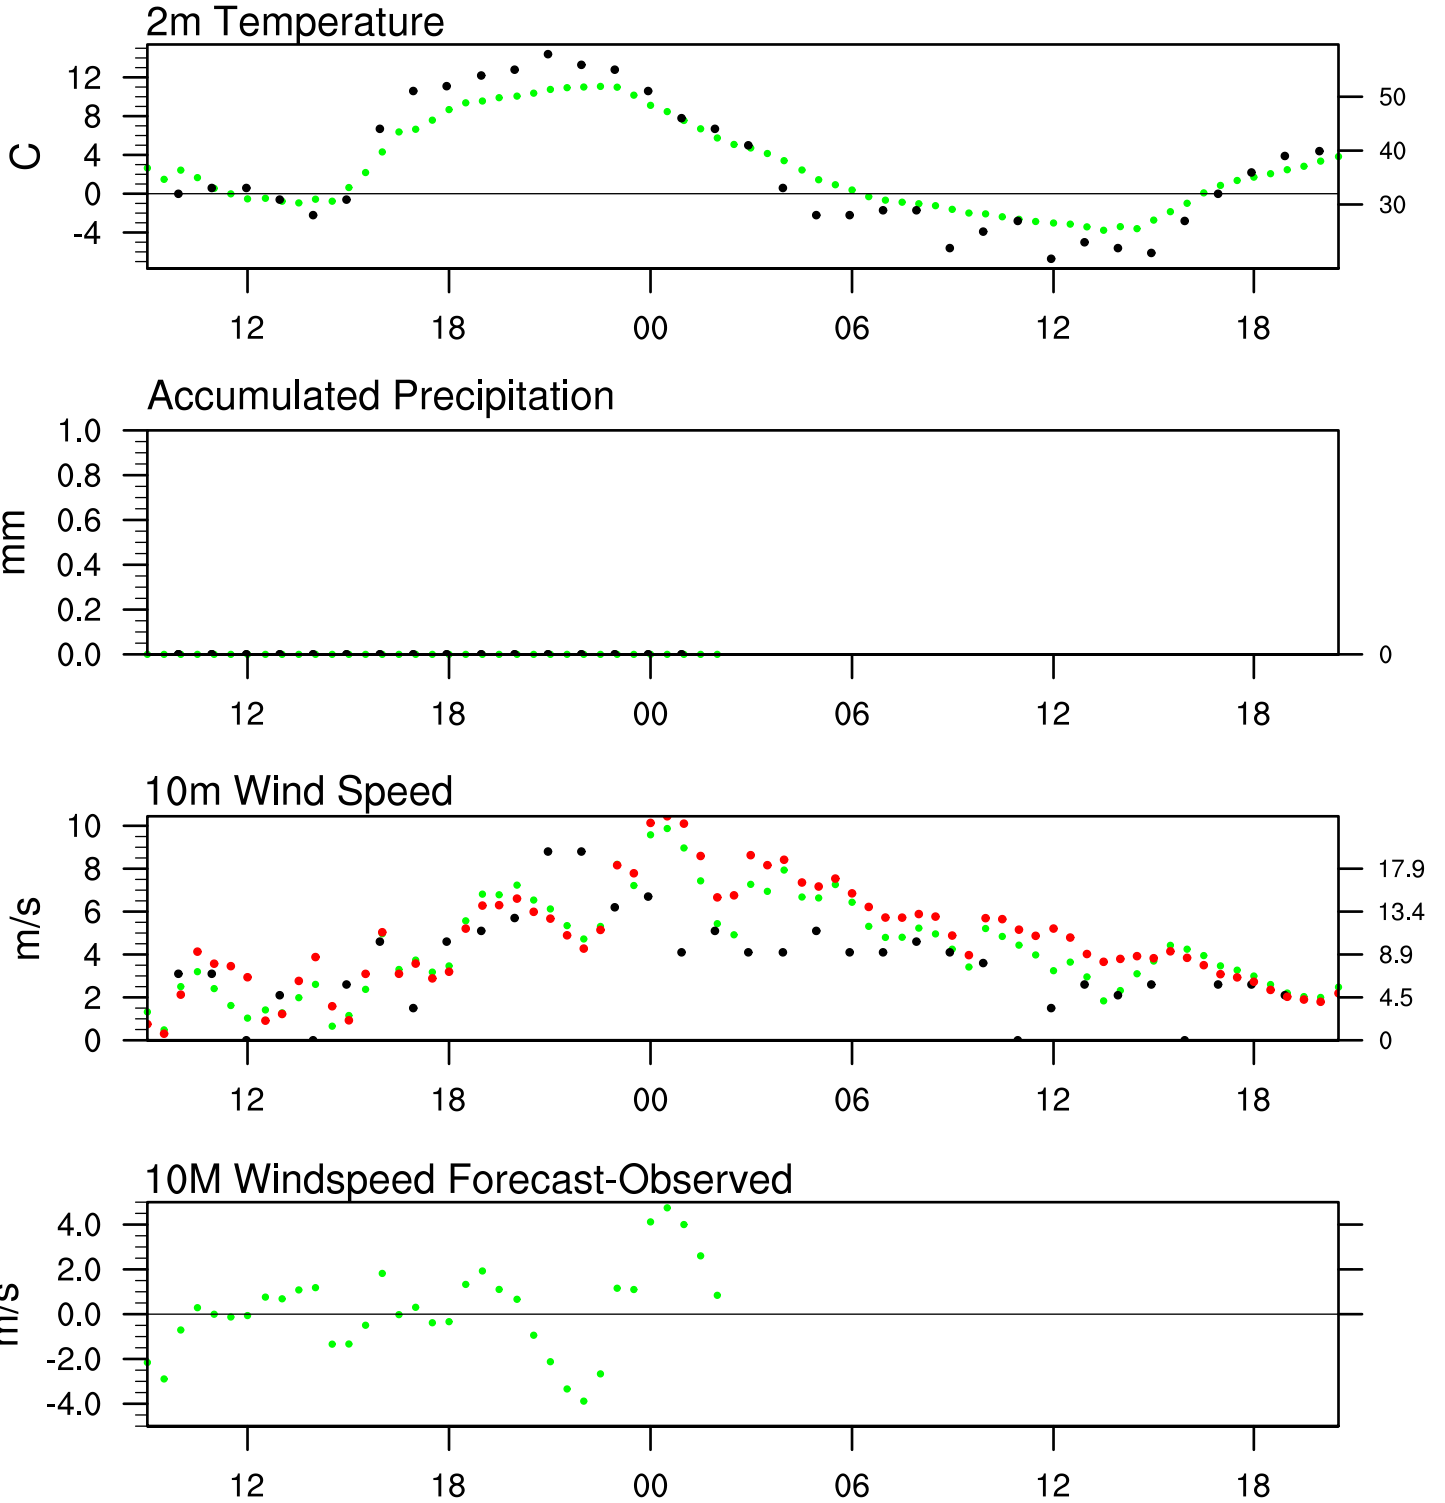 2m Temperature
12
8
4
0
-4
C
50
40
30
12 18 00 06 12 18
Accumulated Precipitation
1.0
0.8
0.6
0.4
0.2
0.0
mm
0
12 18 00 06 12 18
10m Wind Speed
10
8
6
4
2
0
m/s
17.9
13.4
8.9
4.5
0
12 18 00 06 12 18
10M Windspeed Forecast-Observed
4.0
2.0
0.0
-2.0
-4.0
m/s
12 18 00 06 12 18